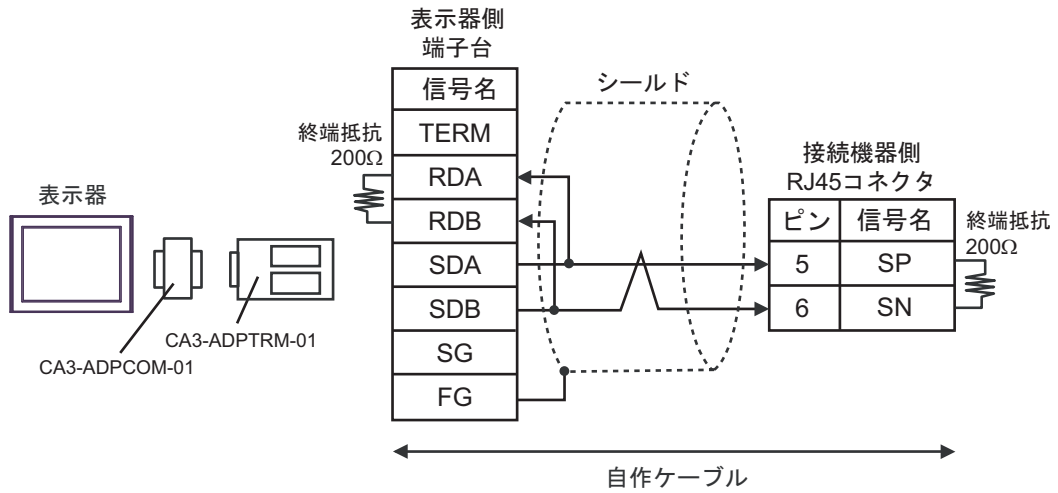 表示器側
端子台
信号名
TERM
RDA
RDB
SDA
SDB
SG
FG
終端抵抗
200Ω
シールド
表示器
CA3-ADPTRM-01
CA3-ADPCOM-01
接続機器側
RJ45コネクタ
ピン 信号名
5 SP
6 SN
終端抵抗
200Ω
自作ケーブル